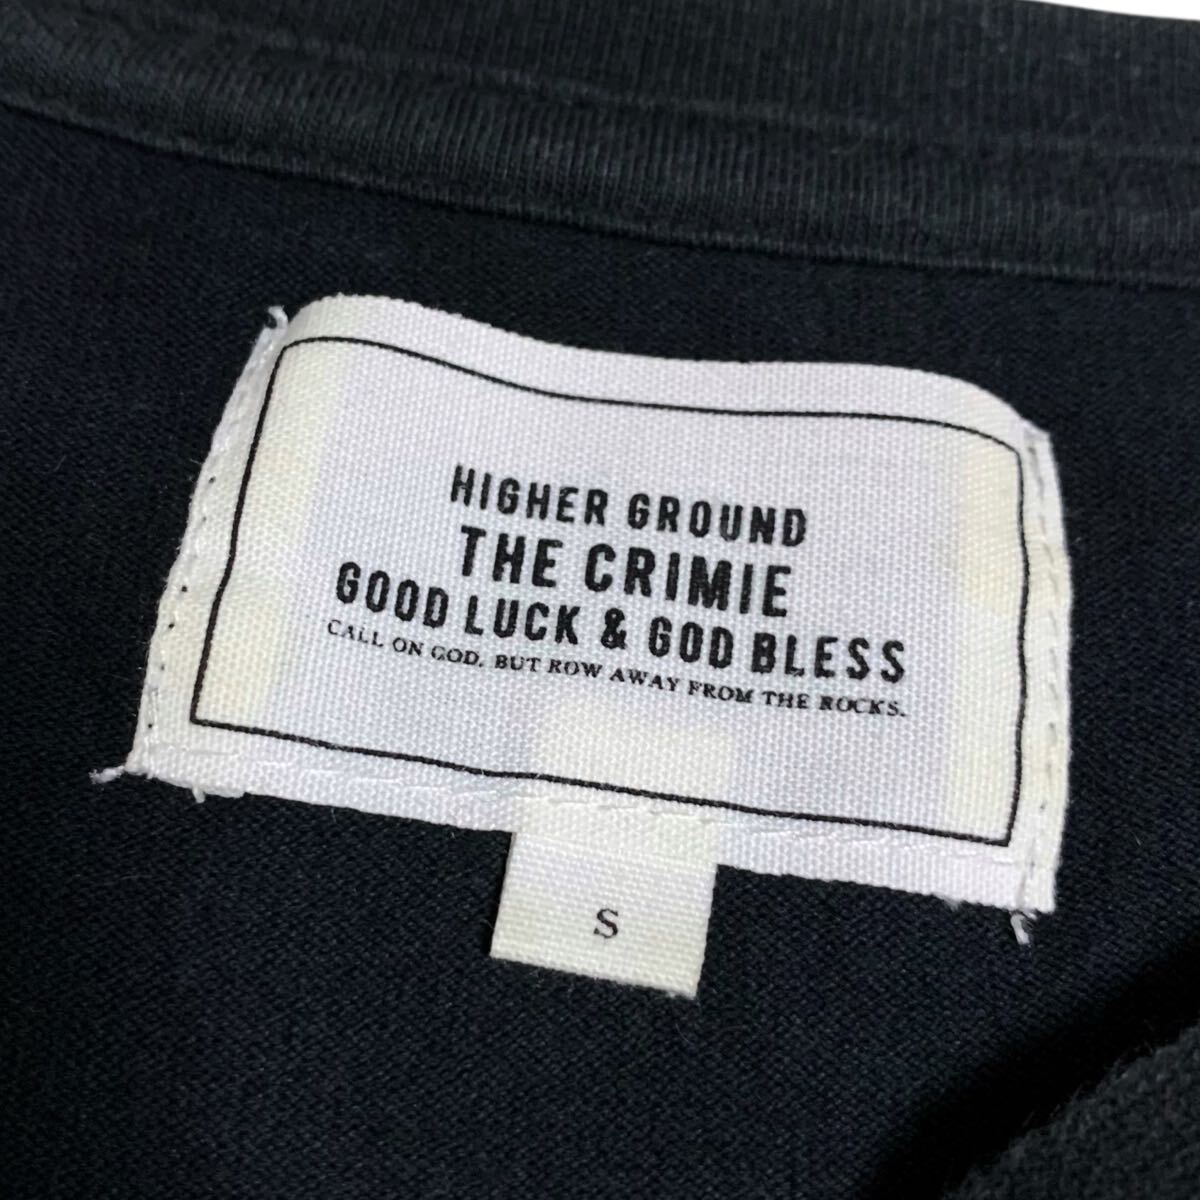 HIGHER GROUND
THE CRIMIE
GOOD LUCK & GOD BLESS
CALL ON GOD, BUT ROW AWAY FROM THE ROCKS.
S